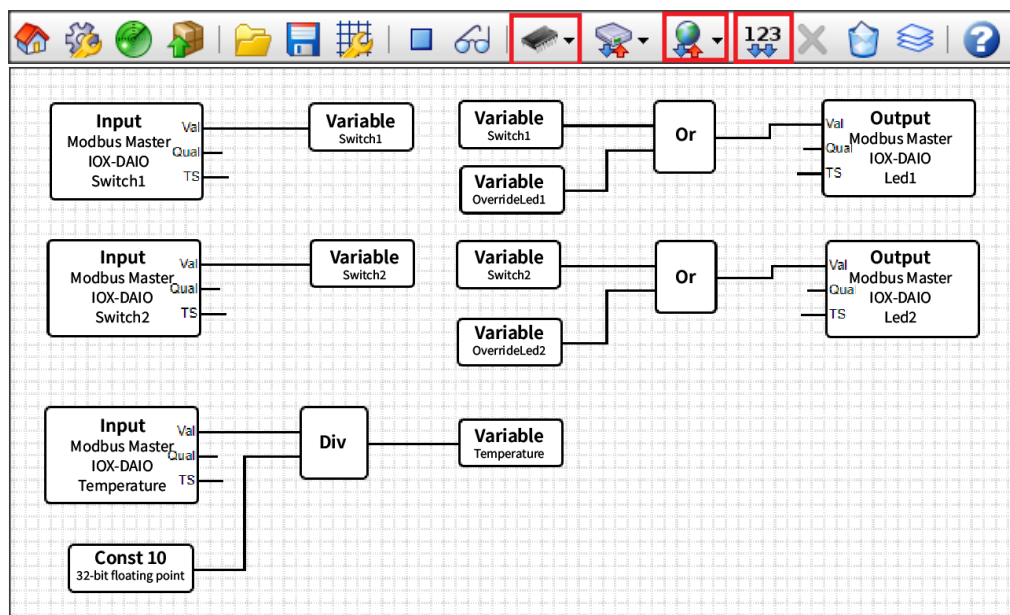 123
?
Input
Modbus Master
IOX-DAIO
Switch1
Val
Qual
TS
Variable
Switch1
Variable
Switch1
Variable
OverrideLed1
Or
Output
Modbus Master
IOX-DAIO
Led1
Val
Qual
TS
Input
Modbus Master
IOX-DAIO
Switch2
Val
Qual
TS
Variable
Switch2
Variable
Switch2
Variable
OverrideLed2
Or
Output
Modbus Master
IOX-DAIO
Led2
Val
Qual
TS
Input
Modbus Master
IOX-DAIO
Temperature
Val
Qual
TS
Div
Variable
Temperature
Const 10
32-bit floating point